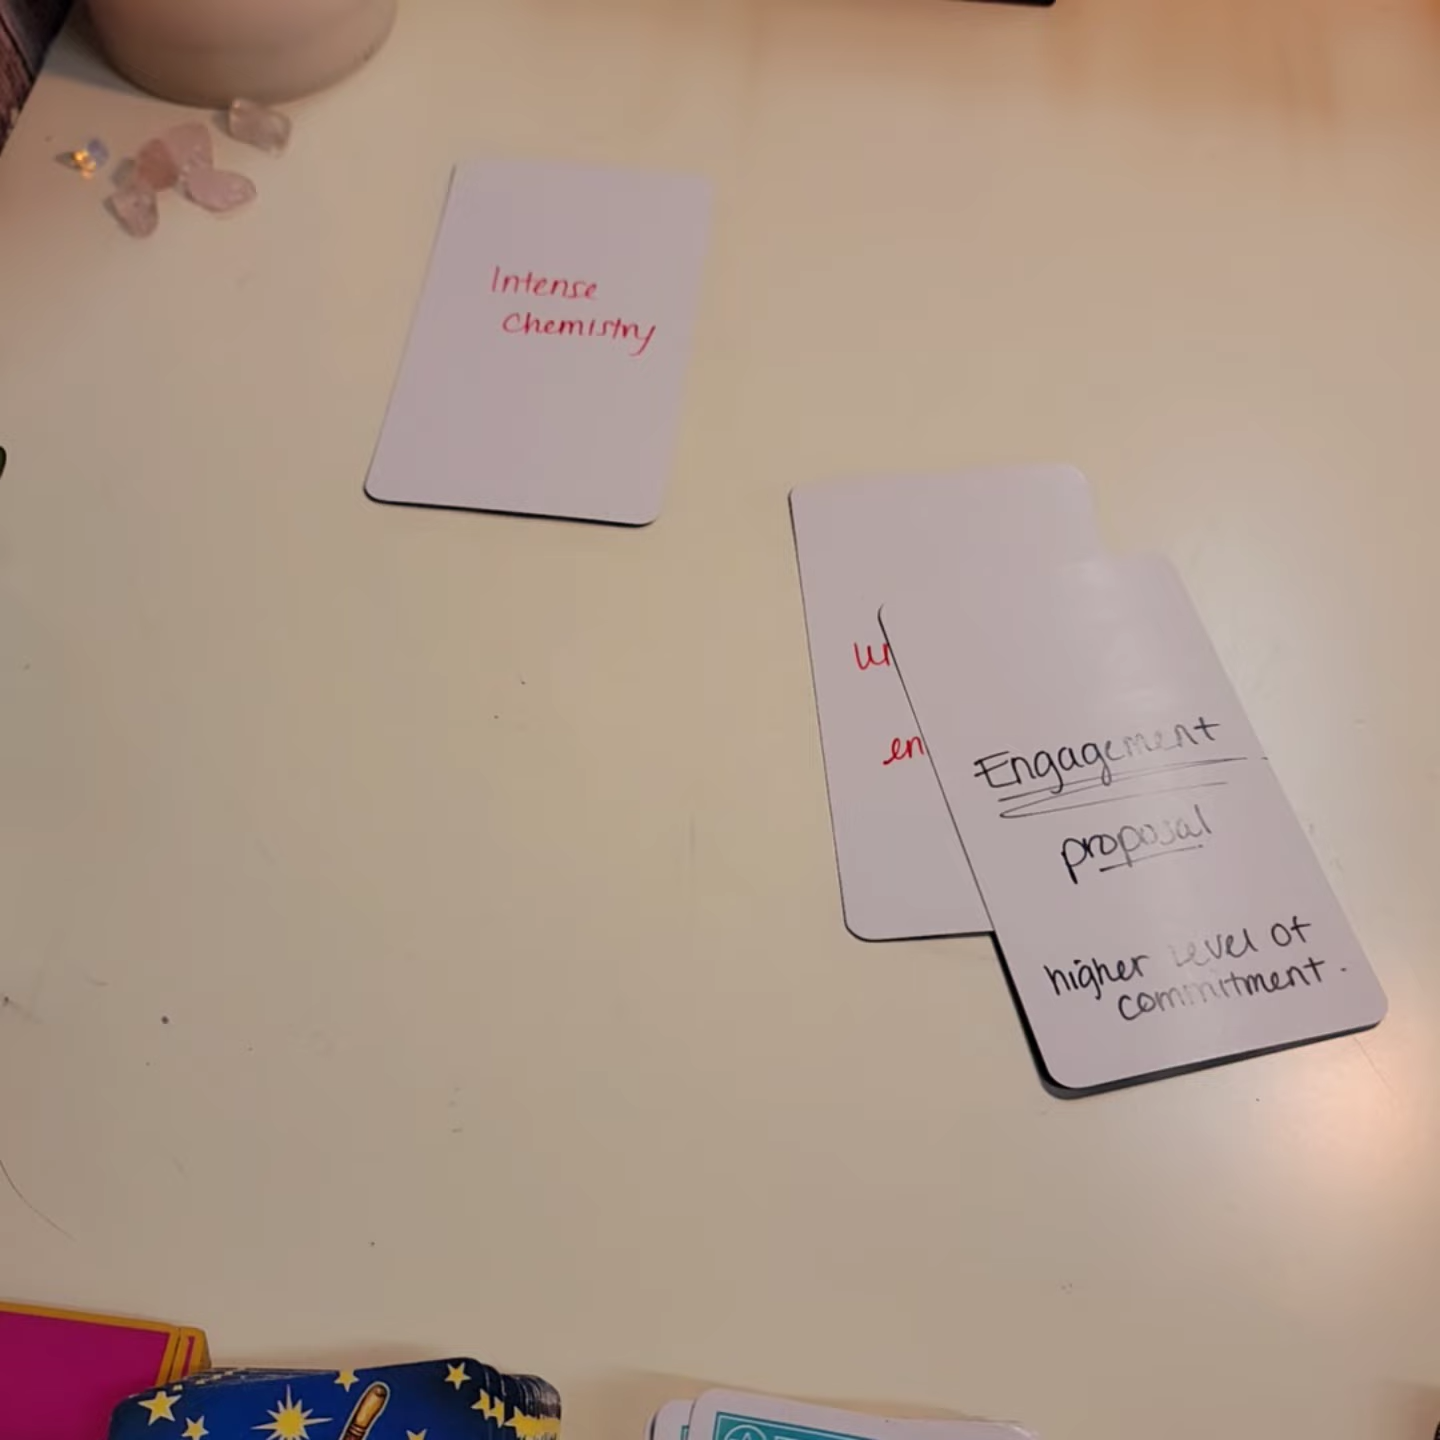 Intense
Chemistry
Engagement
proposal
higher level of
commitment.